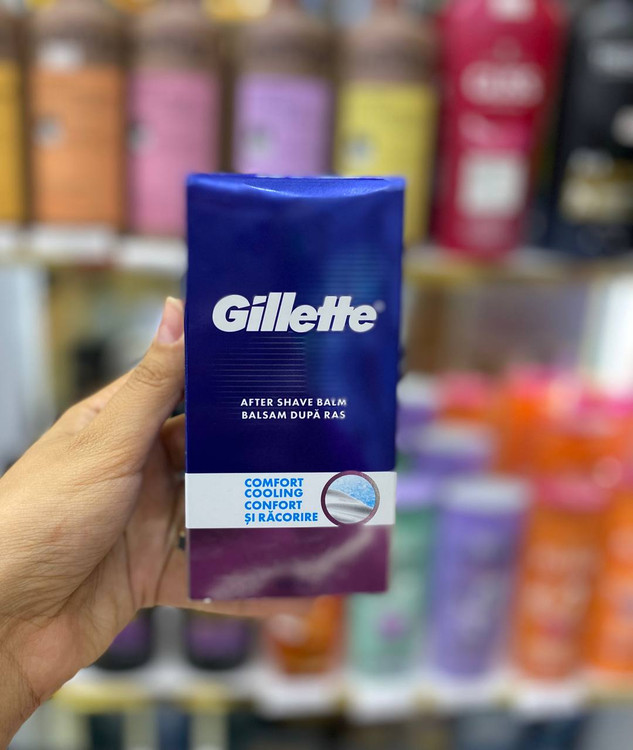 Gillette®
AFTER SHAVE BALM
BALSAM DUPĂ RAS
COMFORT
COOLING
CONFORT
ȘI RĂCORIRE